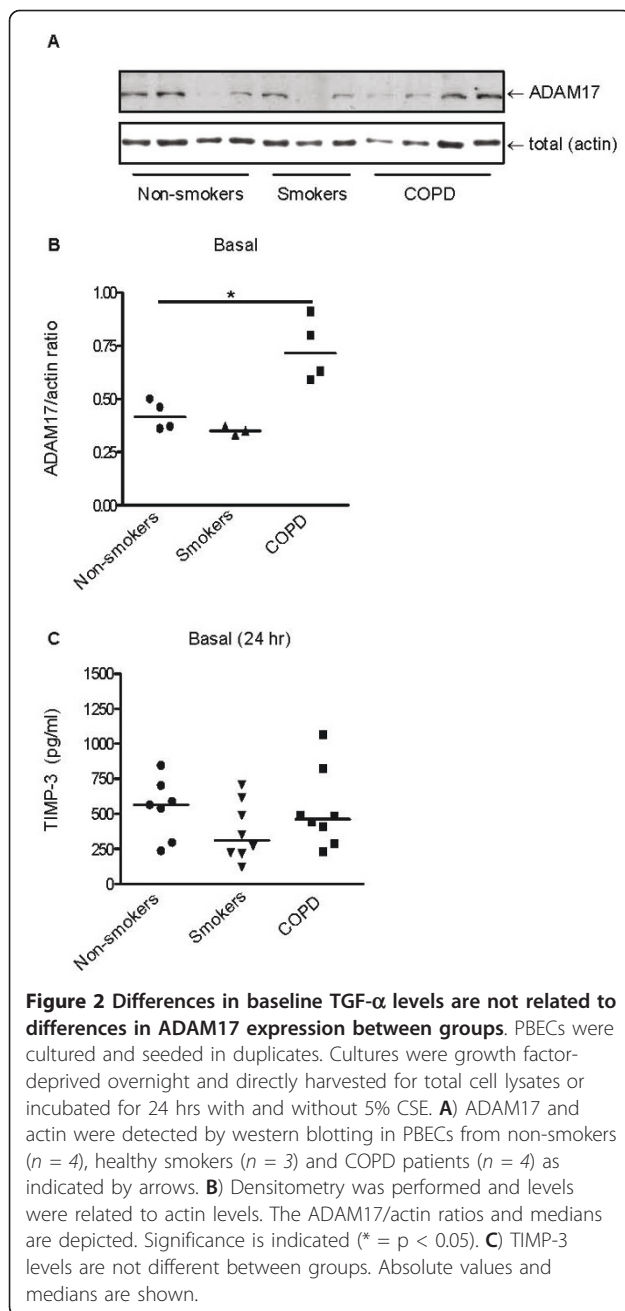 A
← ADAM17
← total (actin)
Non-smokers Smokers COPD
B Basal
*
1.00
0.75
0.50
0.25
0.00
ADAM17/actin ratio
Non-smokers Smokers COPD
C Basal (24 hr)
1500
1250
1000
750
500
250
0
TIMP-3 (pg/ml)
Non-smokers Smokers COPD
Figure 2 Differences in baseline TGF-α levels are not related to
differences in ADAM17 expression between groups. PBECs were
cultured and seeded in duplicates. Cultures were growth factor-
deprived overnight and directly harvested for total cell lysates or
incubated for 24 hrs with and without 5% CSE. A) ADAM17 and
actin were detected by western blotting in PBECs from non-smokers
(n = 4), healthy smokers (n = 3) and COPD patients (n = 4) as
indicated by arrows. B) Densitometry was performed and levels
were related to actin levels. The ADAM17/actin ratios and medians
are depicted. Significance is indicated (* = p < 0.05). C) TIMP-3
levels are not different between groups. Absolute values and
medians are shown.